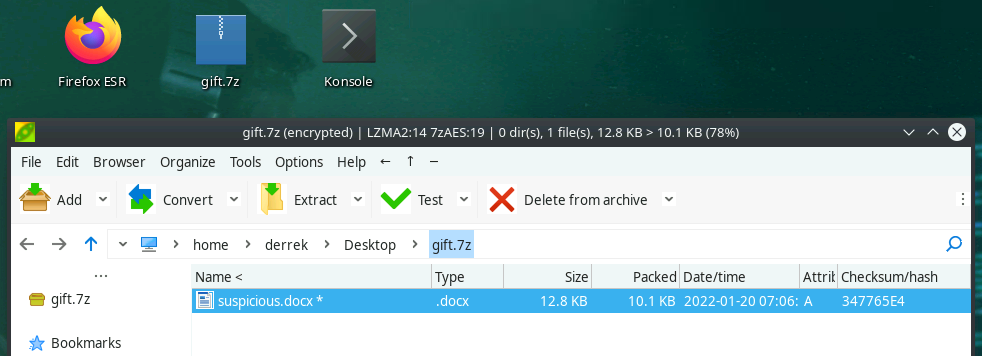 m
Firefox ESR
gift.7z
Konsole
gift.7z (encrypted) | LZMA2:14 7zAES:19 | 0 dir(s), 1 file(s), 12.8 KB > 10.1 KB (78%)
File Edit Browser Organize Tools Options Help ← ↑ −
Add Convert Extract Test Delete from archive
home > derrek > Desktop > gift.7z
...
Name < Type Size Packed Date/time Attrib Checksum/hash
gift.7z
suspicious.docx * .docx 12.8 KB 10.1 KB 2022-01-20 07:06: A 347765E4
Bookmarks